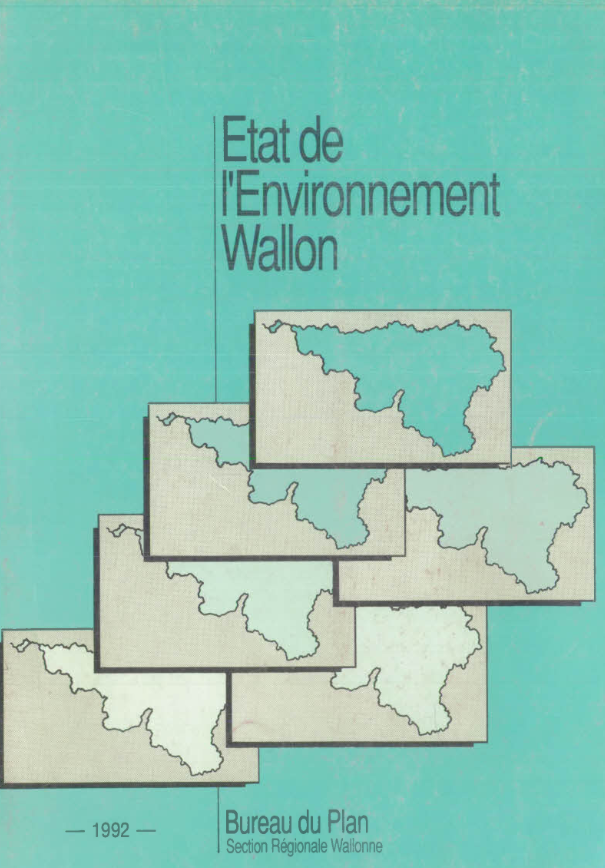 Etat de
l'Environnement
Wallon
— 1992 —
Bureau du Plan
Section Régionale Wallonne